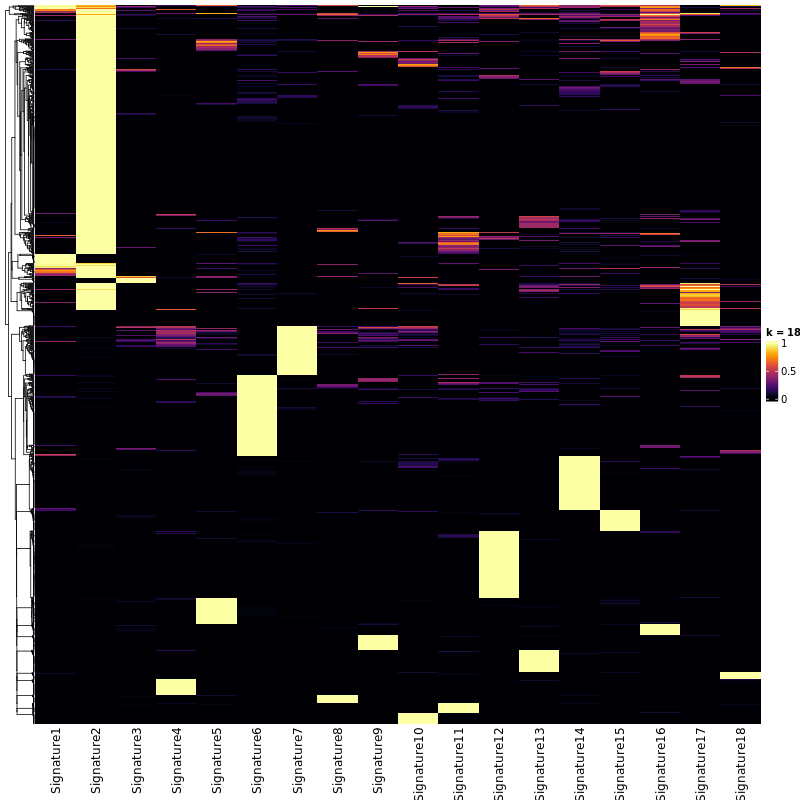 k = 18
1
0.5
0
Signature1
Signature2
Signature3
Signature4
Signature5
Signature6
Signature7
Signature8
Signature9
Signature10
Signature11
Signature12
Signature13
Signature14
Signature15
Signature16
Signature17
Signature18